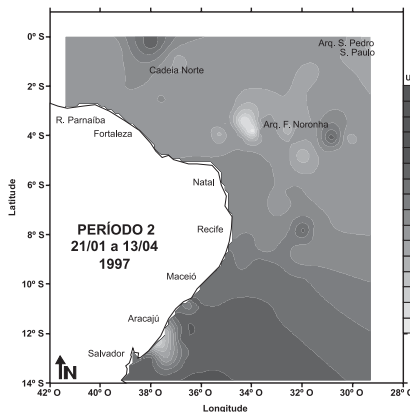 0° S
2° S
4° S
6° S
8° S
10° S
12° S
14° S
Latitude
Arq. S. Pedro
S. Paulo
Cadeia Norte
R. Parnaíba
Fortaleza
Arq. F. Noronha
Natal
Recife
PERÍODO 2
21/01 a 13/04
1997
Maceió
Aracajú
Salvador
N
42° O 40° O 38° O 36° O 34° O 32° O 30° O 28° O
Longitude